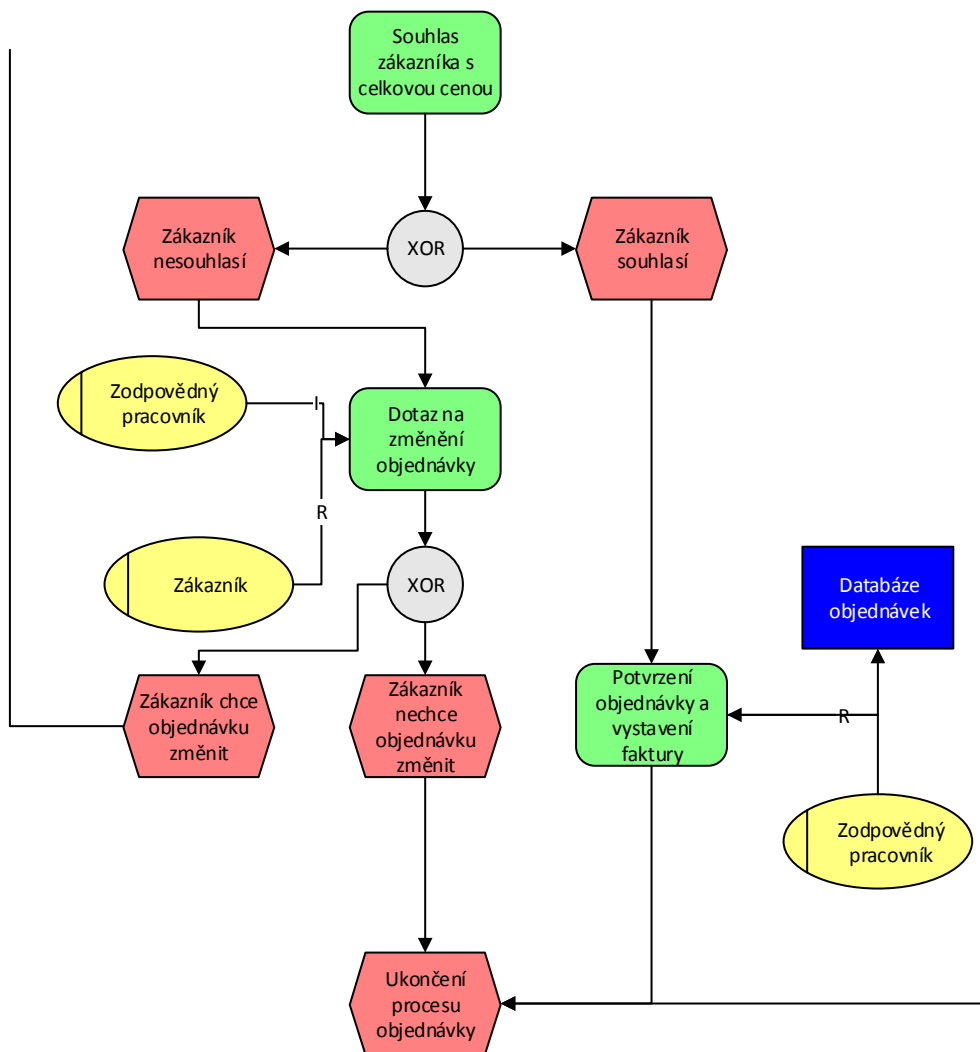 Souhlas
zákazníka s
celkovou cenou
Zákazník
nesouhlasí
XOR
Zákazník
souhlasí
Zodpovědný
pracovník
I
Dotaz na
změnění
objednávky
R
Zákazník
XOR
Databáze
objednávek
Zákazník chce
objednávku
změnit
Zákazník
nechce
objednávku
změnit
Potvrzení
objednávky a
vystavení
faktury
R
Zodpovědný
pracovník
Ukončení
procesu
objednávky